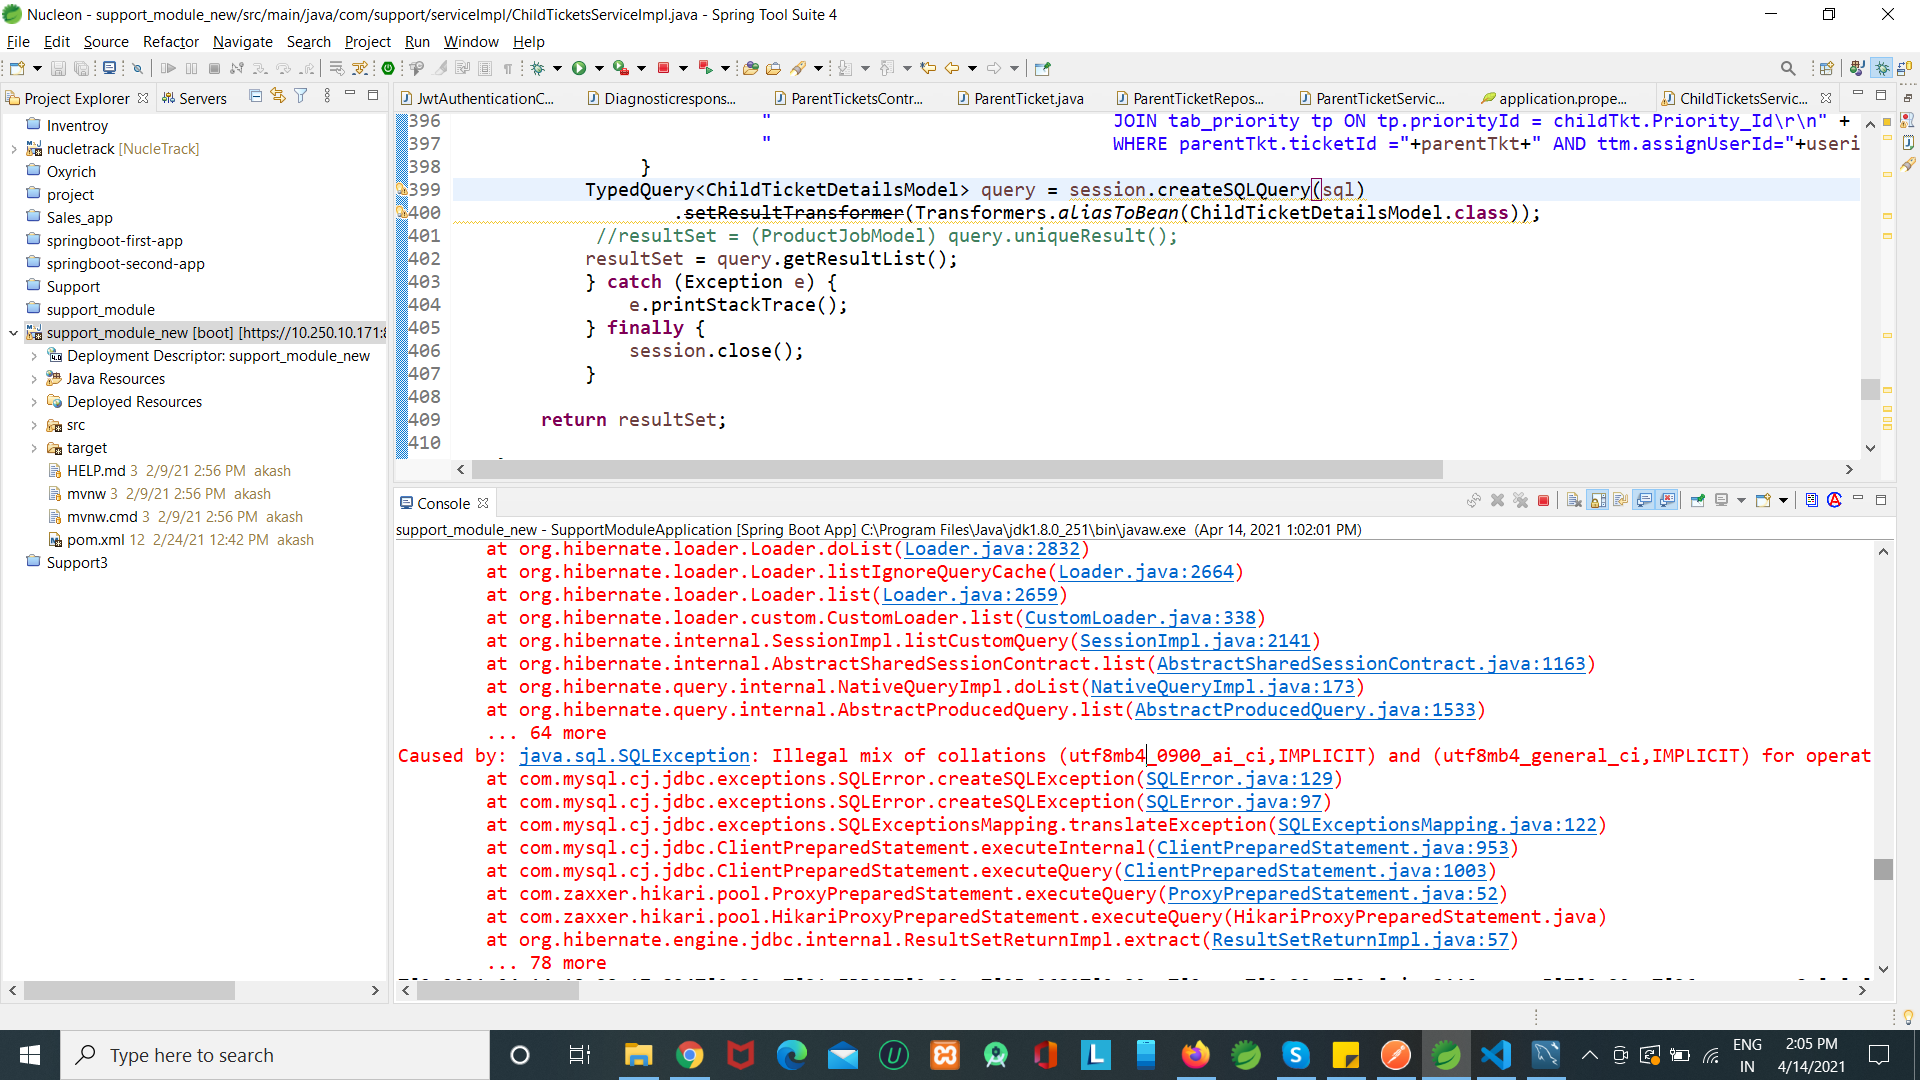 Nucleon - support_module_new/src/main/java/com/support/serviceImpl/ChildTicketsServiceImpl.java - Spring Tool Suite 4
File Edit Source Refactor Navigate Search Project Run Window Help
Project Explorer Servers
Inventroy
nucletrack [NucleTrack]
Oxyrich
project
Sales_app
springboot-first-app
springboot-second-app
Support
support_module
support_module_new [boot] [https://10.250.10.171:8
Deployment Descriptor: support_module_new
Java Resources
Deployed Resources
src
target
HELP.md 3 2/9/21 2:56 PM akash
mvnw 3 2/9/21 2:56 PM akash
mvnw.cmd 3 2/9/21 2:56 PM akash
pom.xml 12 2/24/21 12:42 PM akash
Support3
JwtAuthenticationC... Diagnosticrespons... ParentTicketsContr... ParentTicket.java ParentTicketRepos... ParentTicketServic... application.prope... ChildTicketsServic...
396 " JOIN tab_priority tp ON tp.priorityId = childTkt.Priority_Id\r\n" +
397 " WHERE parentTkt.ticketId ="+parentTkt+" AND ttm.assignUserId="+useri
398 }
399 TypedQuery<ChildTicketDetailsModel> query = session.createSQLQuery(sql)
400 .setResultTransformer(Transformers.aliasToBean(ChildTicketDetailsModel.class));
401 //resultSet = (ProductJobModel) query.uniqueResult();
402 resultSet = query.getResultList();
403 } catch (Exception e) {
404 e.printStackTrace();
405 } finally {
406 session.close();
407 }
408
409 return resultSet;
410
Console
support_module_new - SupportModuleApplication [Spring Boot App] C:\Program Files\Java\jdk1.8.0_251\bin\javaw.exe (Apr 14, 2021 1:02:01 PM)
at org.hibernate.loader.Loader.doList(Loader.java:2832)
at org.hibernate.loader.Loader.listIgnoreQueryCache(Loader.java:2664)
at org.hibernate.loader.Loader.list(Loader.java:2659)
at org.hibernate.loader.custom.CustomLoader.list(CustomLoader.java:338)
at org.hibernate.internal.SessionImpl.listCustomQuery(SessionImpl.java:2141)
at org.hibernate.internal.AbstractSharedSessionContract.list(AbstractSharedSessionContract.java:1163)
at org.hibernate.query.internal.NativeQueryImpl.doList(NativeQueryImpl.java:173)
at org.hibernate.query.internal.AbstractProducedQuery.list(AbstractProducedQuery.java:1533)
... 64 more
Caused by: java.sql.SQLException: Illegal mix of collations (utf8mb4_0900_ai_ci,IMPLICIT) and (utf8mb4_general_ci,IMPLICIT) for operat
at com.mysql.cj.jdbc.exceptions.SQLError.createSQLException(SQLError.java:129)
at com.mysql.cj.jdbc.exceptions.SQLError.createSQLException(SQLError.java:97)
at com.mysql.cj.jdbc.exceptions.SQLExceptionsMapping.translateException(SQLExceptionsMapping.java:122)
at com.mysql.cj.jdbc.ClientPreparedStatement.executeInternal(ClientPreparedStatement.java:953)
at com.mysql.cj.jdbc.ClientPreparedStatement.executeQuery(ClientPreparedStatement.java:1003)
at com.zaxxer.hikari.pool.ProxyPreparedStatement.executeQuery(ProxyPreparedStatement.java:52)
at com.zaxxer.hikari.pool.HikariProxyPreparedStatement.executeQuery(HikariProxyPreparedStatement.java)
at org.hibernate.engine.jdbc.internal.ResultSetReturnImpl.extract(ResultSetReturnImpl.java:57)
... 78 more
Type here to search
ENG
IN
2:05 PM
4/14/2021